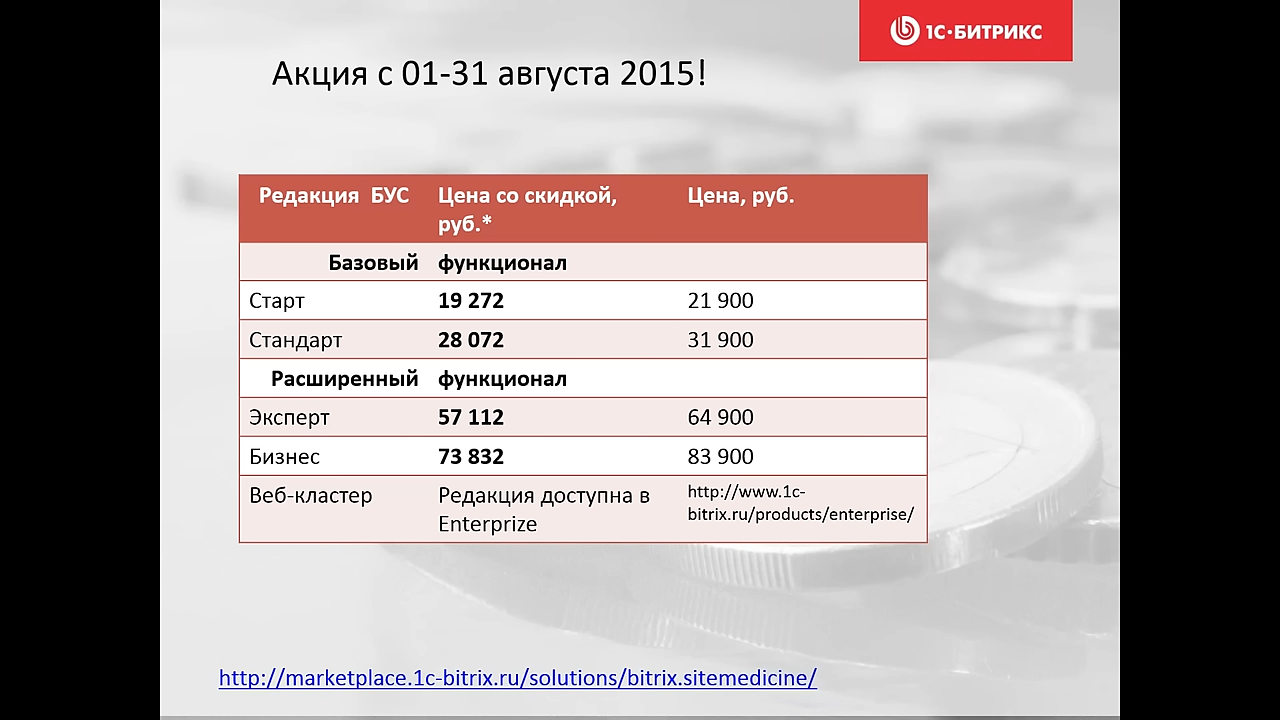 1С·БИТРИКС
Акция с 01-31 августа 2015!
Редакция БУС Цена со скидкой, Цена, руб.
руб.*
Базовый функционал
Старт 19 272 21 900
Стандарт 28 072 31 900
Расширенный функционал
Эксперт 57 112 64 900
Бизнес 73 832 83 900
Веб-кластер Редакция доступна в http://www.1c-
Enterprize bitrix.ru/products/enterprise/
http://marketplace.1c-bitrix.ru/solutions/bitrix.sitemedicine/